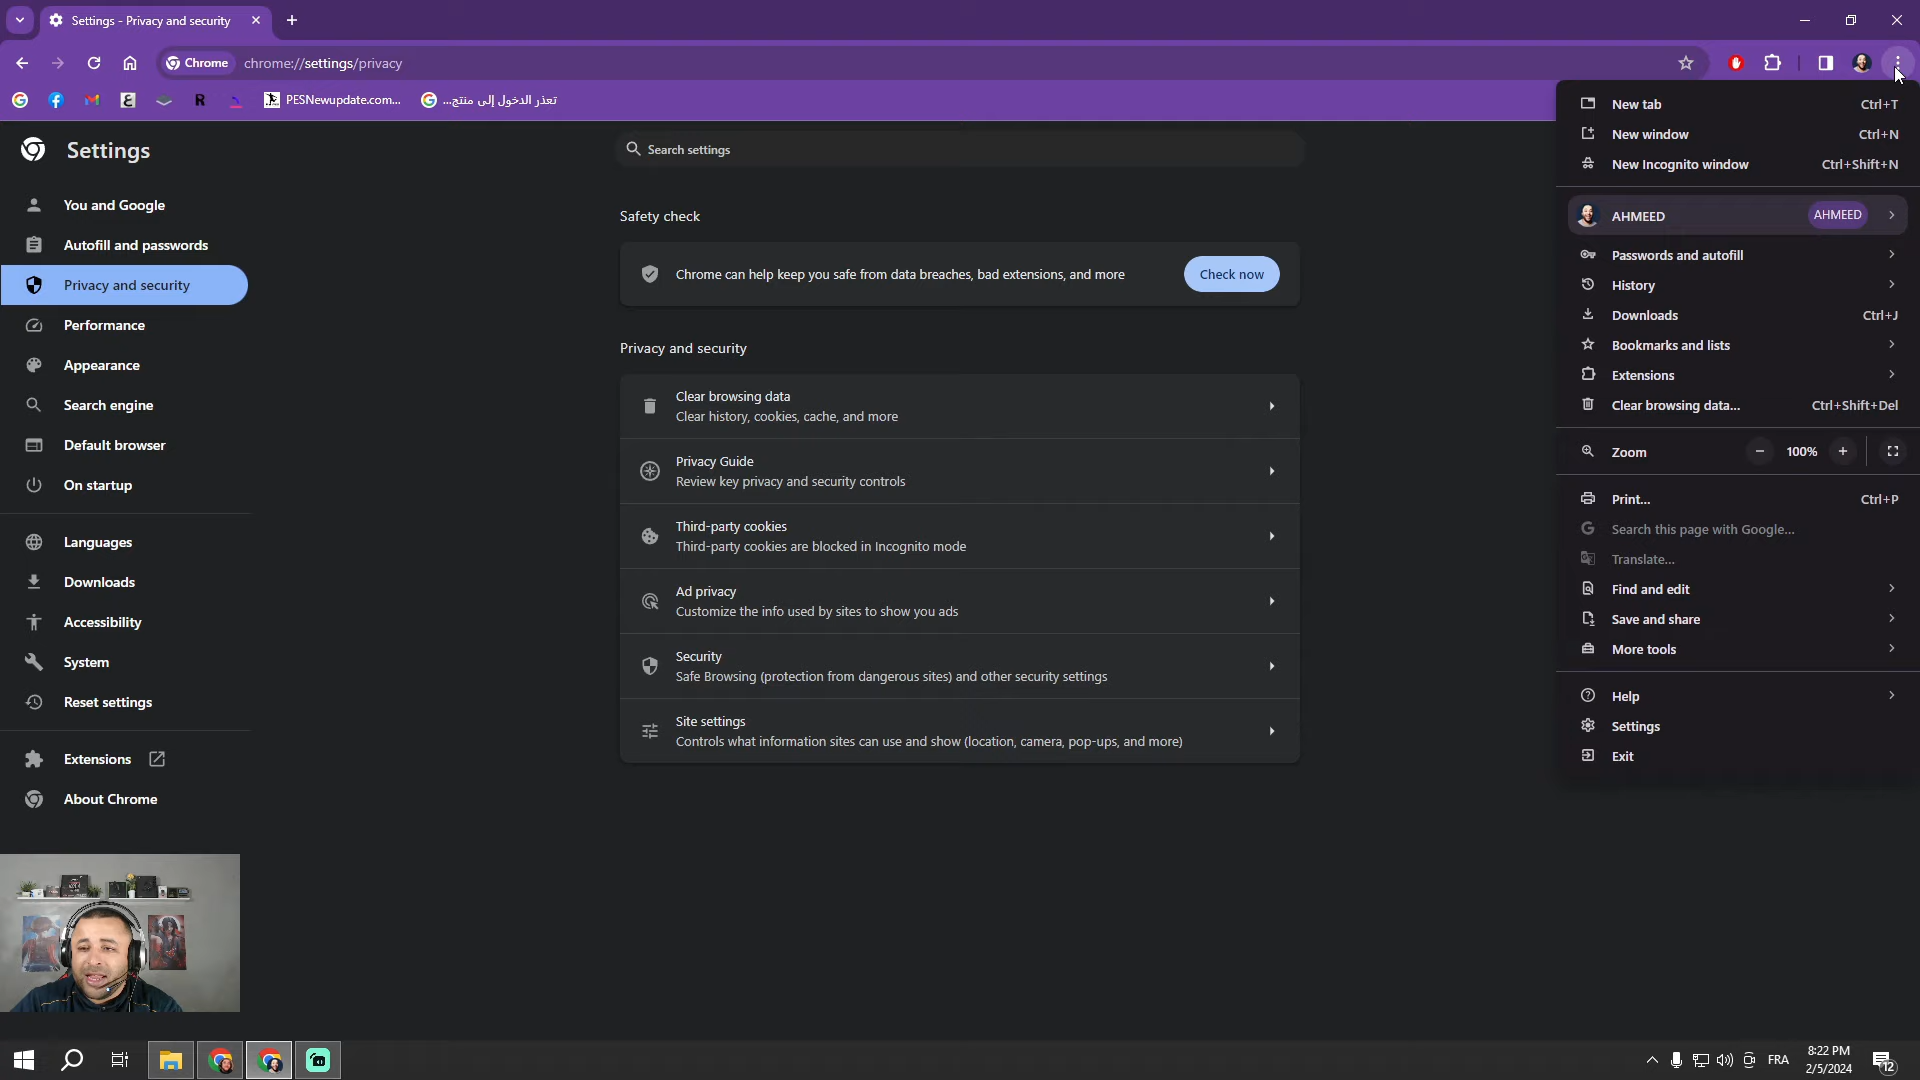 Settings - Privacy and security
Chrome
chrome://settings/privacy
PESNewupdate.com...
تعذر الدخول إلى منتج...
Settings
You and Google
Autofill and passwords
Privacy and security
Performance
Appearance
Search engine
Default browser
On startup
Languages
Downloads
Accessibility
System
Reset settings
Extensions
About Chrome
Search settings
Safety check
Chrome can help keep you safe from data breaches, bad extensions, and more
Check now
Privacy and security
Clear browsing data
Clear history, cookies, cache, and more
Privacy Guide
Review key privacy and security controls
Third-party cookies
Third-party cookies are blocked in Incognito mode
Ad privacy
Customize the info used by sites to show you ads
Security
Safe Browsing (protection from dangerous sites) and other security settings
Site settings
Controls what information sites can use and show (location, camera, pop-ups, and more)
New tab Ctrl+T
New window Ctrl+N
New Incognito window Ctrl+Shift+N
AHMEED AHMEED
Passwords and autofill
History
Downloads Ctrl+J
Bookmarks and lists
Extensions
Clear browsing data... Ctrl+Shift+Del
Zoom 100%
Print... Ctrl+P
Search this page with Google...
Translate...
Find and edit
Save and share
More tools
Help
Settings
Exit
FRA
8:22 PM
2/5/2024
12